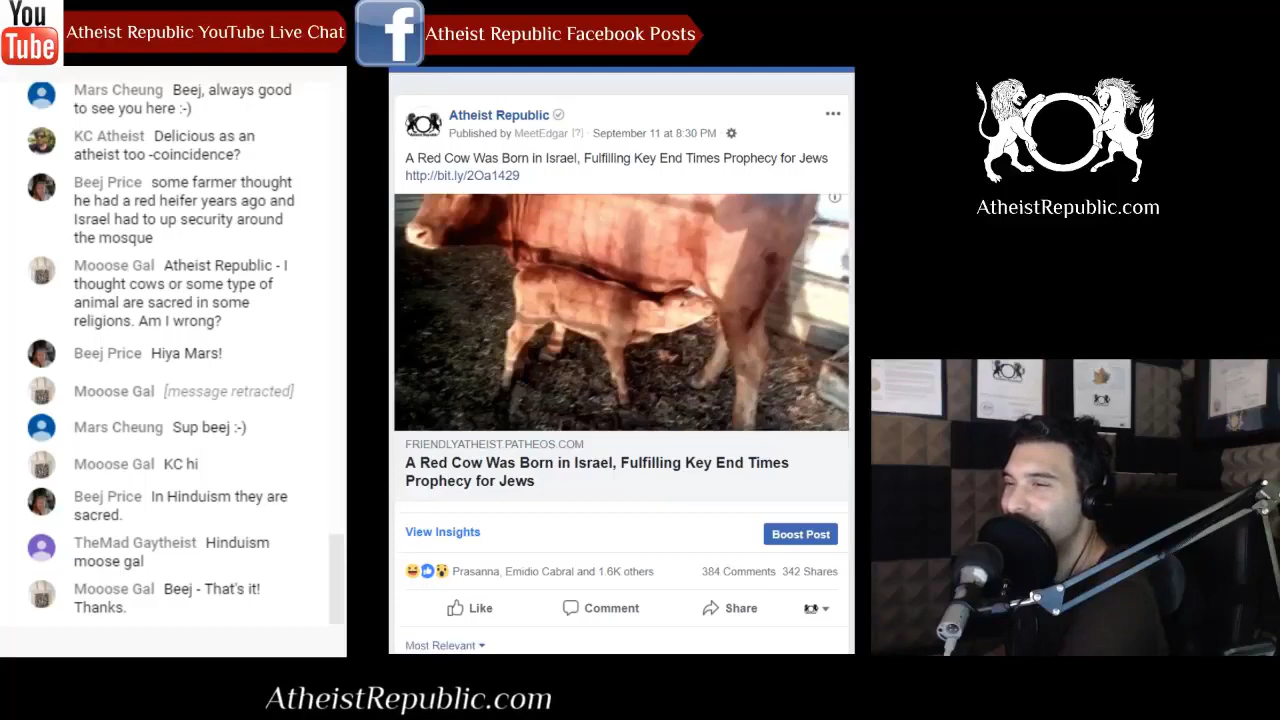 You
Tube
Atheist Republic YouTube Live Chat
Mars Cheung Beej, always good
to see you here :-)
KC Atheist Delicious as an
atheist too -coincidence?
Beej Price some farmer thought
he had a red heifer years ago and
Israel had to up security around
the mosque
Mooose Gal Atheist Republic - I
thought cows or some type of
animal are sacred in some
religions. Am I wrong?
Beej Price Hiya Mars!
Mooose Gal [message retracted]
Mars Cheung Sup beej :-)
Mooose Gal KC hi
Beej Price In Hinduism they are
sacred.
TheMad Gaytheist Hinduism
moose gal
Mooose Gal Beej - That's it!
Thanks.
f
Atheist Republic Facebook Posts
Atheist Republic
Published by MeetEdgar [?] · September 11 at 8:30 PM ·
A Red Cow Was Born in Israel, Fulfilling Key End Times Prophecy for Jews
http://bit.ly/2Oa1429
FRIENDLYATHEIST.PATHEOS.COM
A Red Cow Was Born in Israel, Fulfilling Key End Times
Prophecy for Jews
View Insights
Boost Post
Prasanna, Emidio Cabral and 1.6K others
384 Comments 342 Shares
Like Comment Share
Most Relevant
AtheistRepublic.com
AtheistRepublic.com